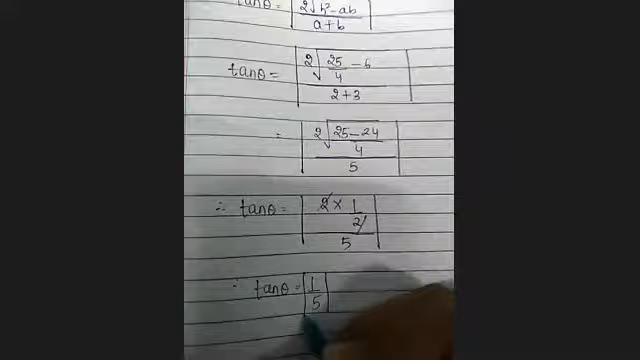 tanθ = |2√h²-ab / a+b|
tanθ = |2√25/4 - 6 / 2+3|
= |2√25-24/4 / 5|
∴ tanθ = |2 × 1/2 / 5|
∴ tanθ = |1/5|